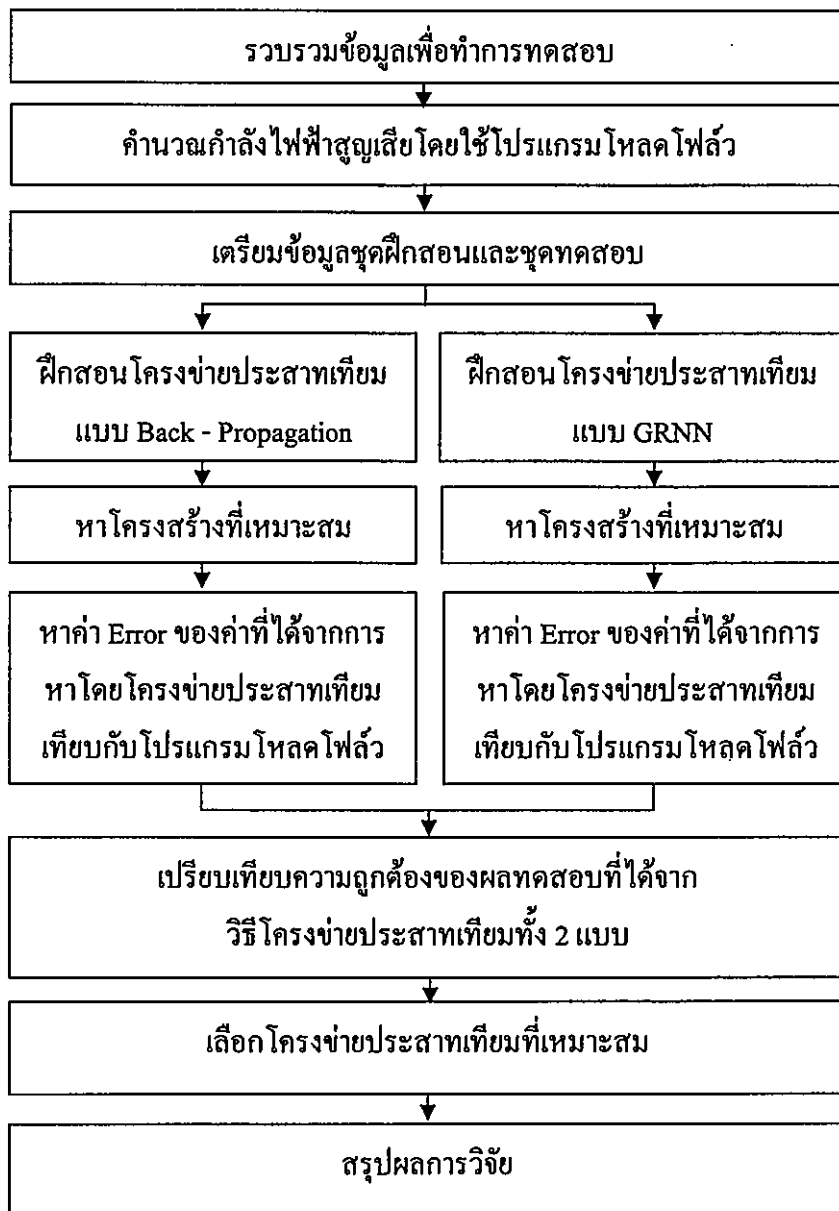 รวบรวมข้อมูลเพื่อทำการทดสอบ
คำนวณกำลังไฟฟ้าสูญเสียโดยใช้โปรแกรมโหลดโฟล์ว
เตรียมข้อมูลชุดฝึกสอนและชุดทดสอบ
ฝึกสอนโครงข่ายประสาทเทียม
แบบ Back - Propagation
ฝึกสอนโครงข่ายประสาทเทียม
แบบ GRNN
หาโครงสร้างที่เหมาะสม
หาโครงสร้างที่เหมาะสม
หาค่า Error ของค่าที่ได้จากการ
หาโดยโครงข่ายประสาทเทียม
เทียบกับโปรแกรมโหลดโฟล์ว
หาค่า Error ของค่าที่ได้จากการ
หาโดยโครงข่ายประสาทเทียม
เทียบกับโปรแกรมโหลดโฟล์ว
เปรียบเทียบความถูกต้องของผลทดสอบที่ได้จาก
วิธีโครงข่ายประสาทเทียมทั้ง 2 แบบ
เลือกโครงข่ายประสาทเทียมที่เหมาะสม
สรุปผลการวิจัย